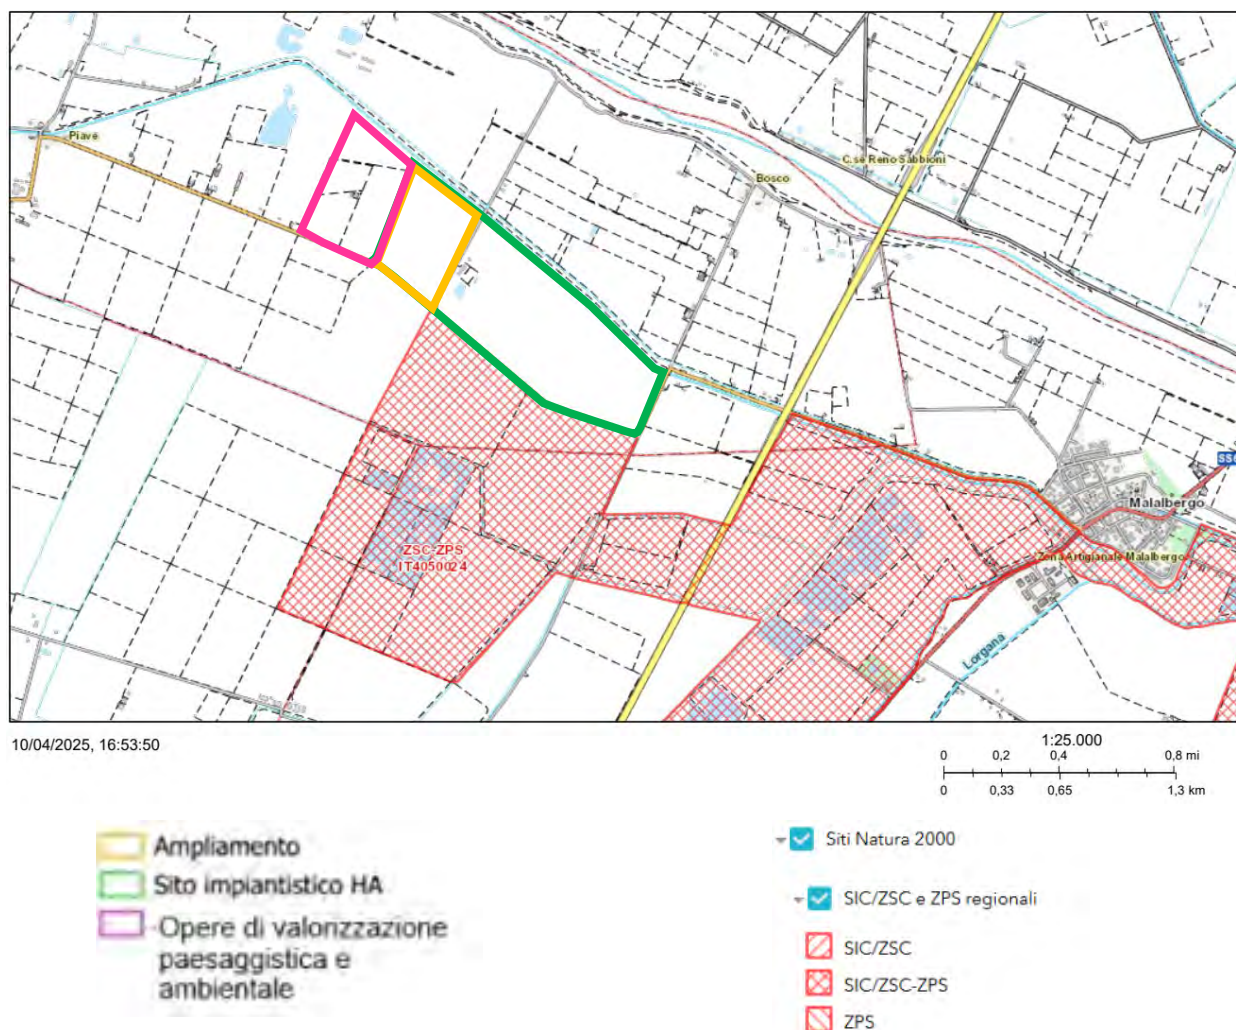 Piave
C.se Reno Sabbioni
Bosco
SS6
Malalbergo
ZSC-ZPS
IT4050024
Zona Artigianale Malalbergo
Lorgana
10/04/2025, 16:53:50
1:25.000
0 0,2 0,4 0,8 mi
0 0,33 0,65 1,3 km
Ampliamento
Sito impiantistico HA
Opere di valorizzazione
paesaggistica e
ambientale
Siti Natura 2000
SIC/ZSC e ZPS regionali
SIC/ZSC
SIC/ZSC-ZPS
ZPS